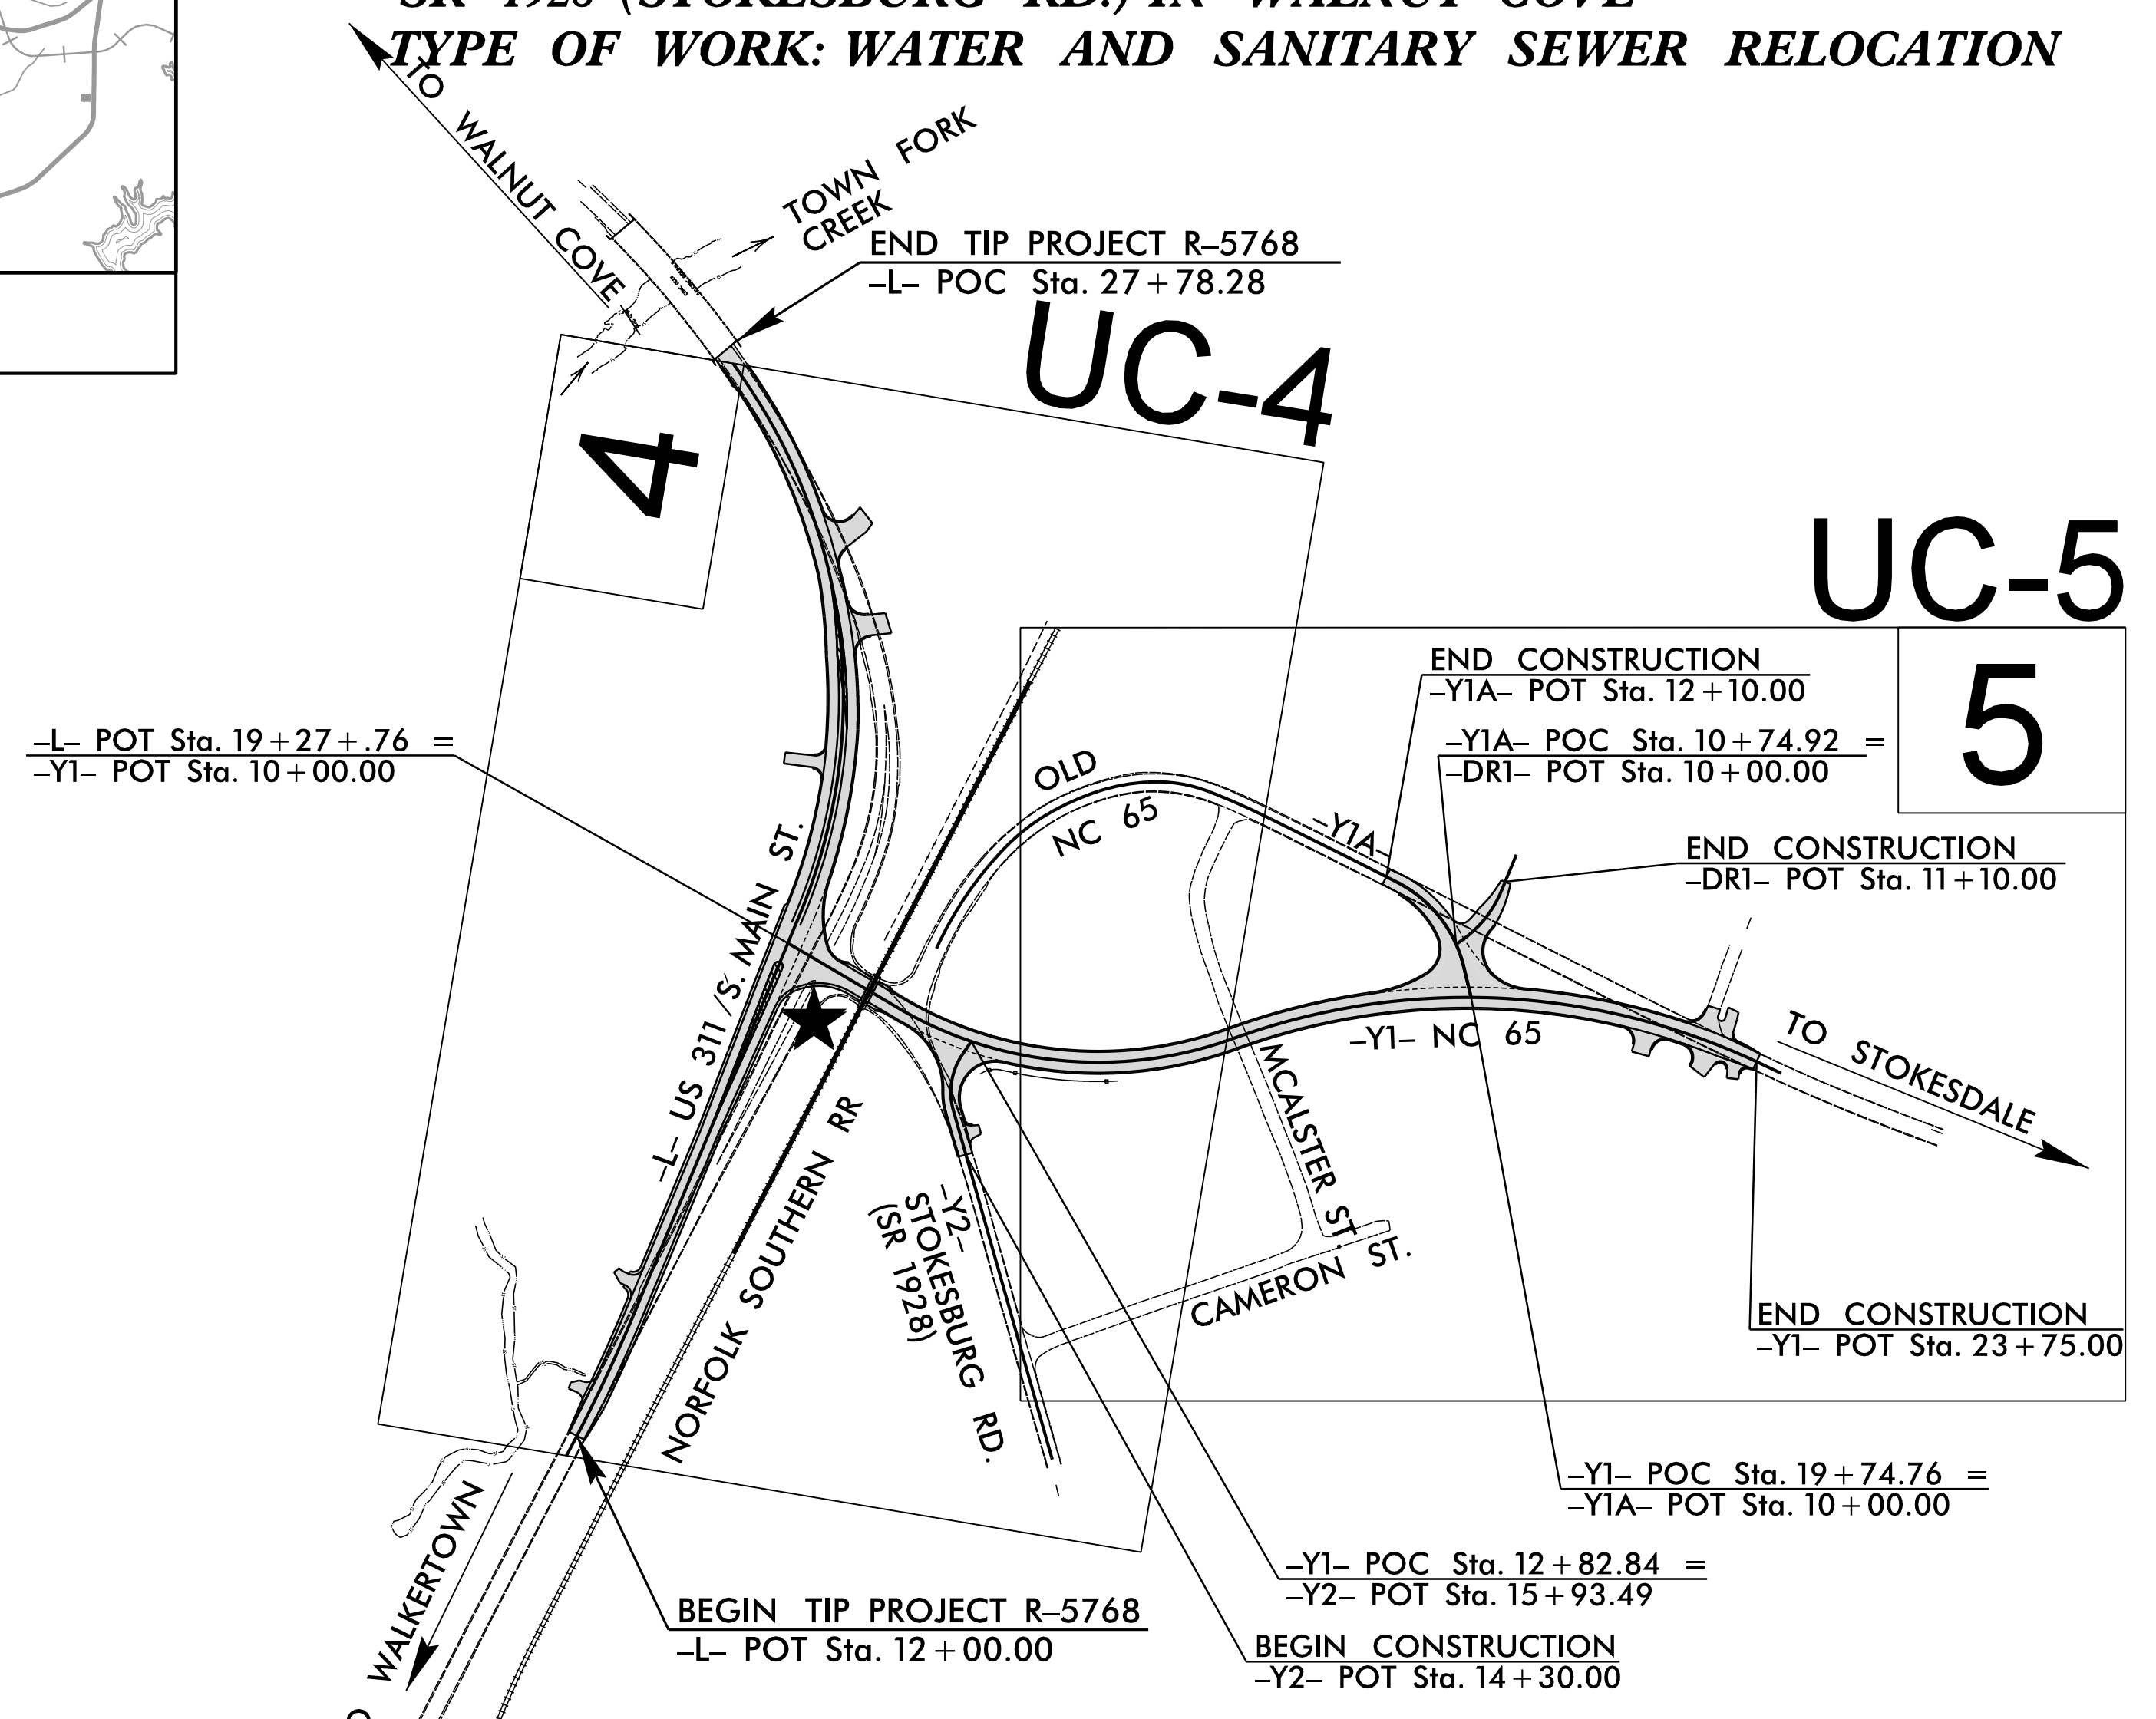 SR 1928 (STOKESBURG RD.) IN WALNUT COVE
TYPE OF WORK: WATER AND SANITARY SEWER RELOCATION
TO WALNUT COVE
TOWN FORK
CREEK
END TIP PROJECT R–5768
–L– POC Sta. 27+78.28
UC-4
4
UC-5
5
END CONSTRUCTION
–Y1A– POT Sta. 12+10.00
–Y1A– POC Sta. 10+74.92 =
–DR1– POT Sta. 10+00.00
–L– POT Sta. 19+27+.76 =
–Y1– POT Sta. 10+00.00
OLD
NC 65
–Y1A–
END CONSTRUCTION
–DR1– POT Sta. 11+10.00
–L– US 311 /S. MAIN ST.
–Y1– NC 65
TO STOKESDALE
MCALSTER ST.
NORFOLK SOUTHERN RR
–Y2–
STOKESBURG RD.
(SR 1928)
CAMERON ST.
END CONSTRUCTION
–Y1– POT Sta. 23+75.00
–Y1– POC Sta. 19+74.76 =
–Y1A– POT Sta. 10+00.00
–Y1– POC Sta. 12+82.84 =
–Y2– POT Sta. 15+93.49
BEGIN TIP PROJECT R–5768
–L– POT Sta. 12+00.00
BEGIN CONSTRUCTION
–Y2– POT Sta. 14+30.00
WALKERTOWN